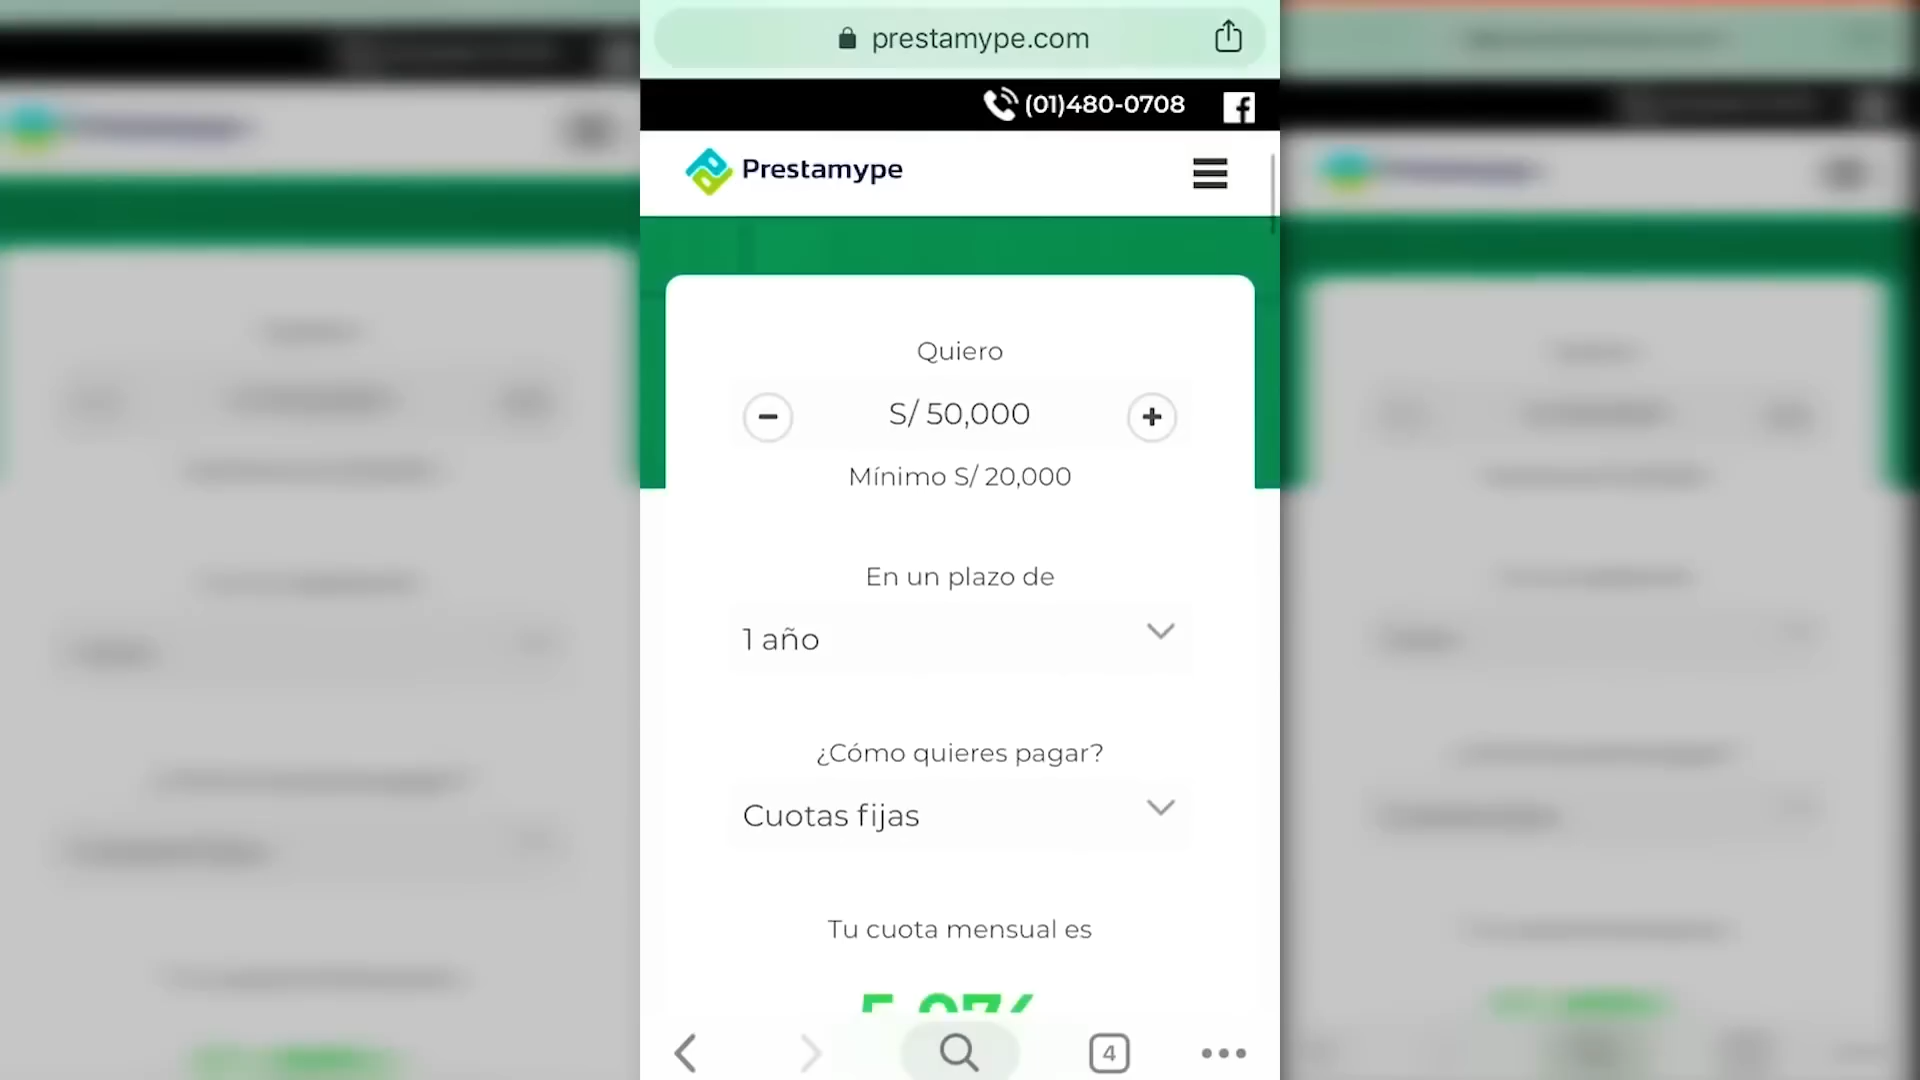 prestamype.com
(01)480-0708
Prestamype
Quiero
S/ 50,000
Mínimo S/ 20,000
En un plazo de
1 año
¿Cómo quieres pagar?
Cuotas fijas
Tu cuota mensual es
4